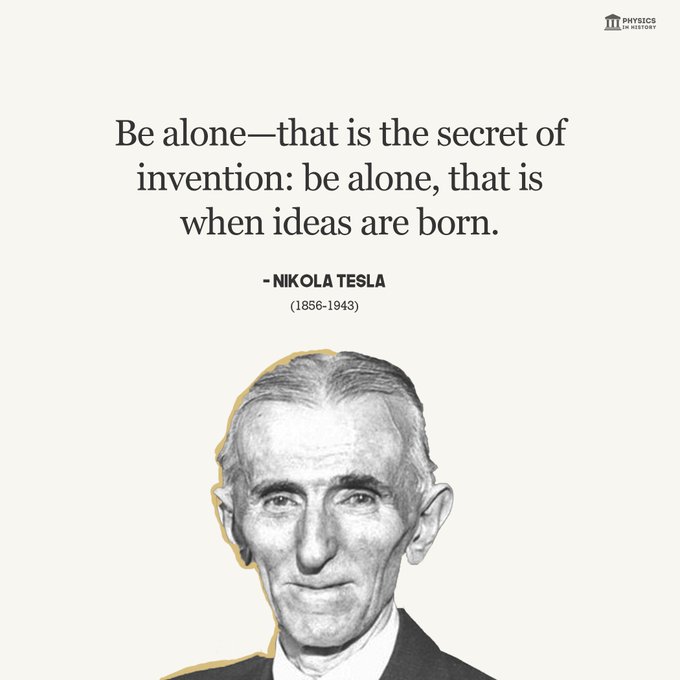 PHYSICS
IN HISTORY
Be alone—that is the secret of
invention: be alone, that is
when ideas are born.
- NIKOLA TESLA
(1856-1943)